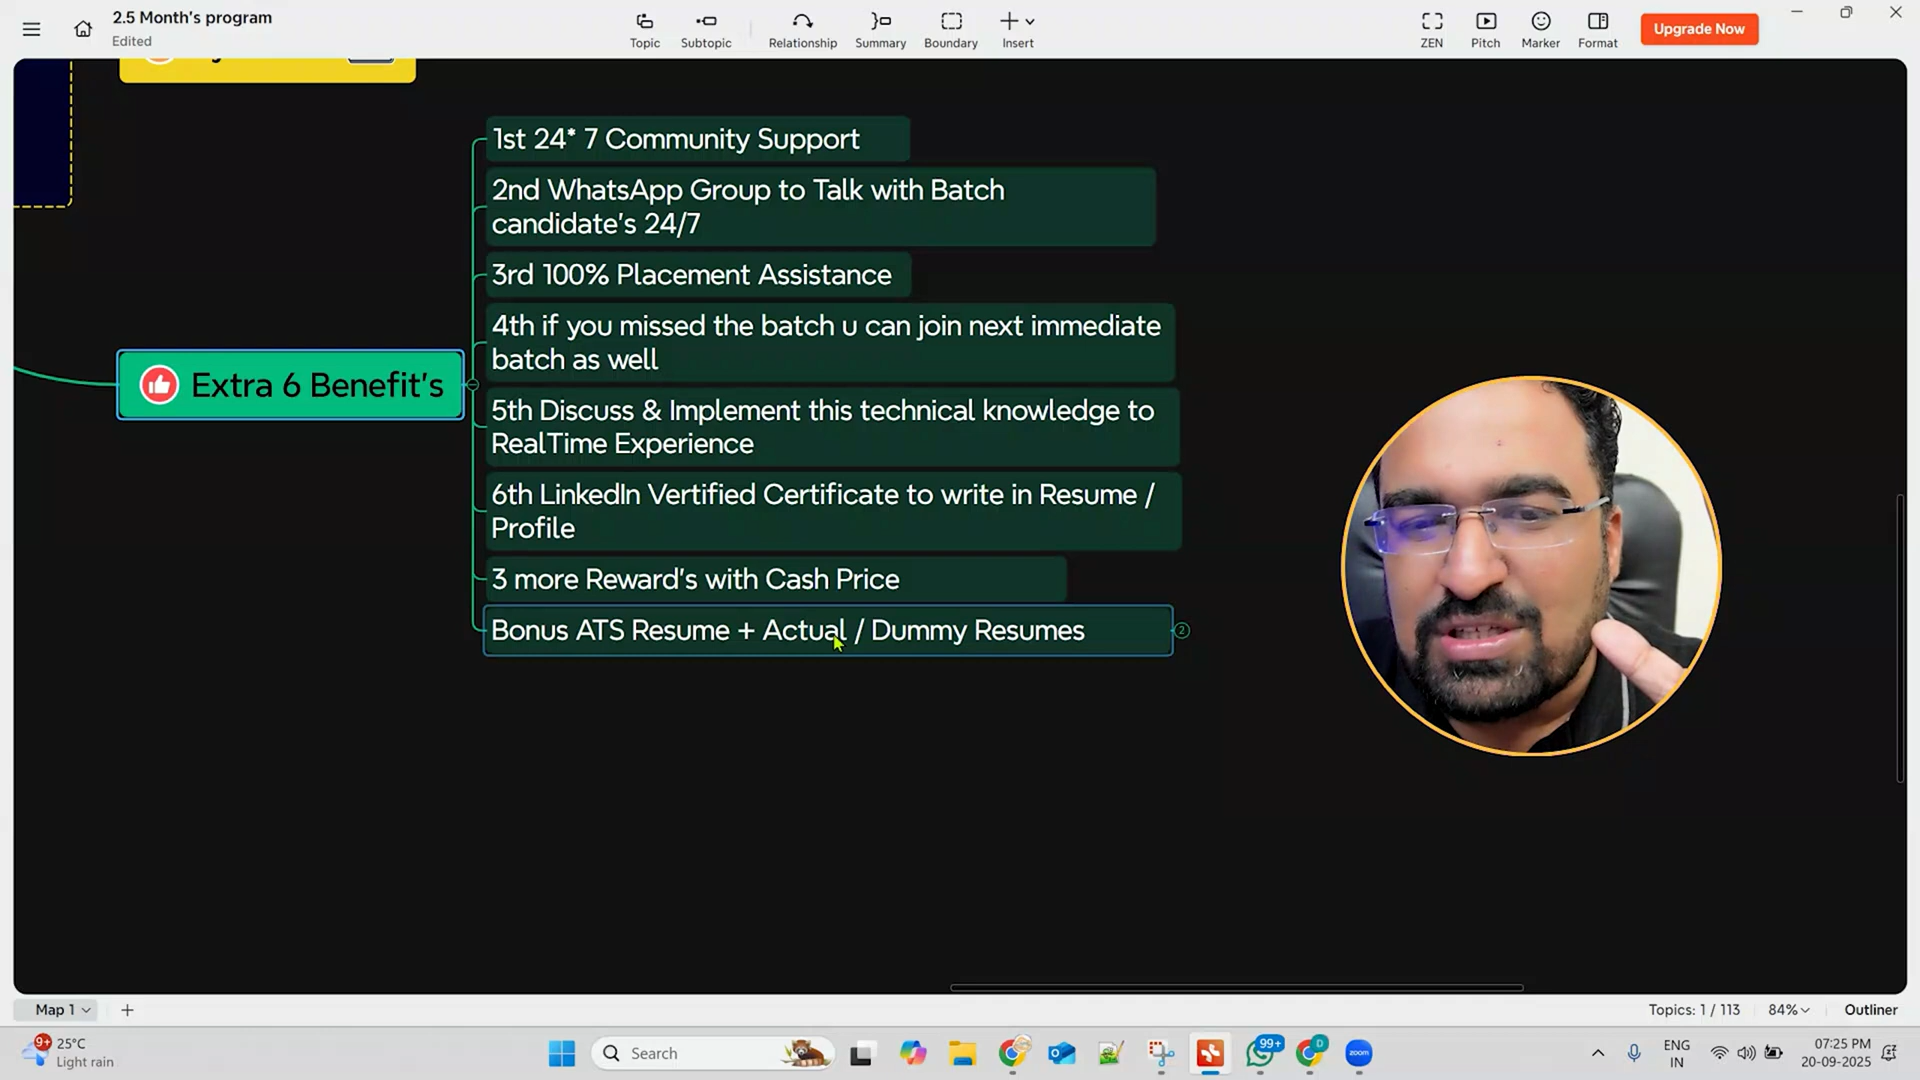 2.5 Month's program
Edited
Topic
Subtopic
Relationship
Summary
Boundary
Insert
ZEN
Pitch
Marker
Format
Upgrade Now
1st 24* 7 Community Support
2nd WhatsApp Group to Talk with Batch
candidate's 24/7
3rd 100% Placement Assistance
4th if you missed the batch u can join next immediate
batch as well
Extra 6 Benefit's
5th Discuss & Implement this technical knowledge to
RealTime Experience
6th LinkedIn Vertified Certificate to write in Resume /
Profile
3 more Reward's with Cash Price
Bonus ATS Resume + Actual / Dummy Resumes
2
Map 1
Topics: 1 / 113
84%
Outliner
9+
25°C
Light rain
Search
99+
D
zoom
ENG
IN
07:25 PM
20-09-2025